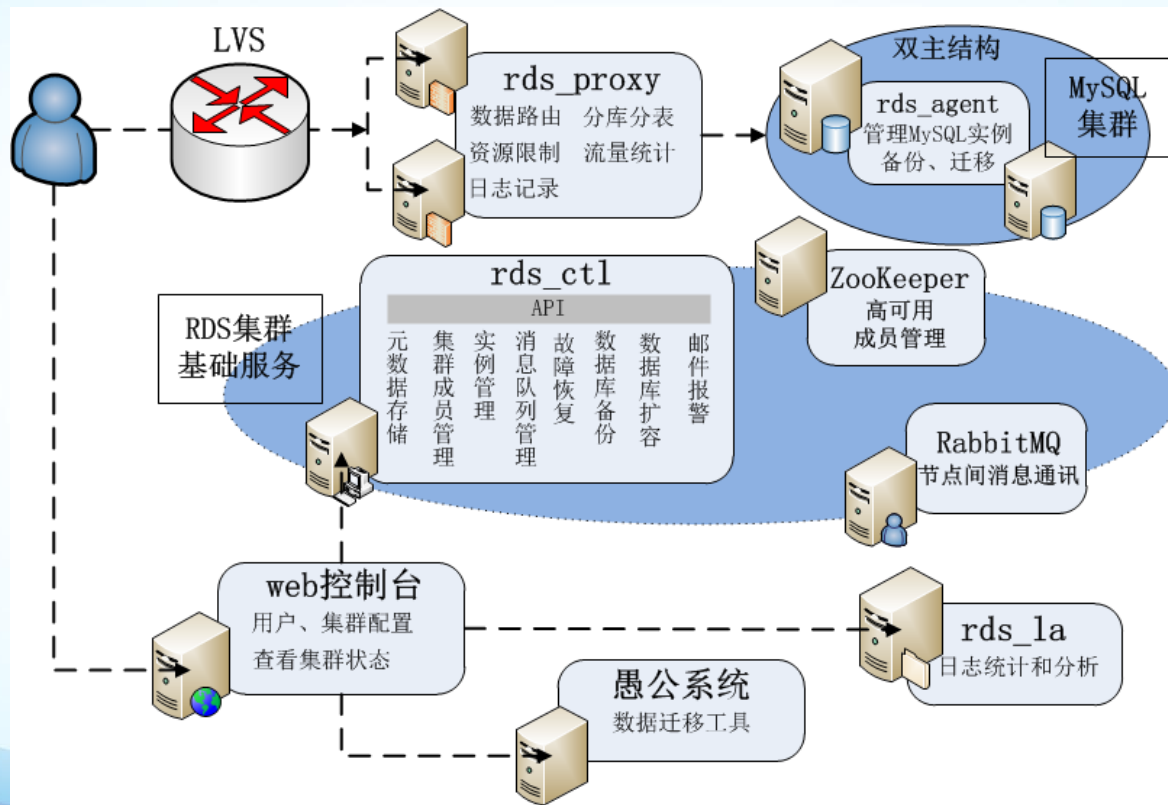 LVS
rds_proxy
数据路由 分库分表
资源限制 流量统计
日志记录
双主结构
rds_agent
管理MySQL实例
备份、迁移
MySQL
集群
RDS集群
基础服务
rds_ctl
API
元数据存储
集群成员管理
实例管理
消息队列管理
故障恢复
数据库备份
数据库扩容
邮件报警
ZooKeeper
高可用
成员管理
RabbitMQ
节点间消息通讯
web控制台
用户、集群配置
查看集群状态
rds_la
日志统计和分析
愚公系统
数据迁移工具